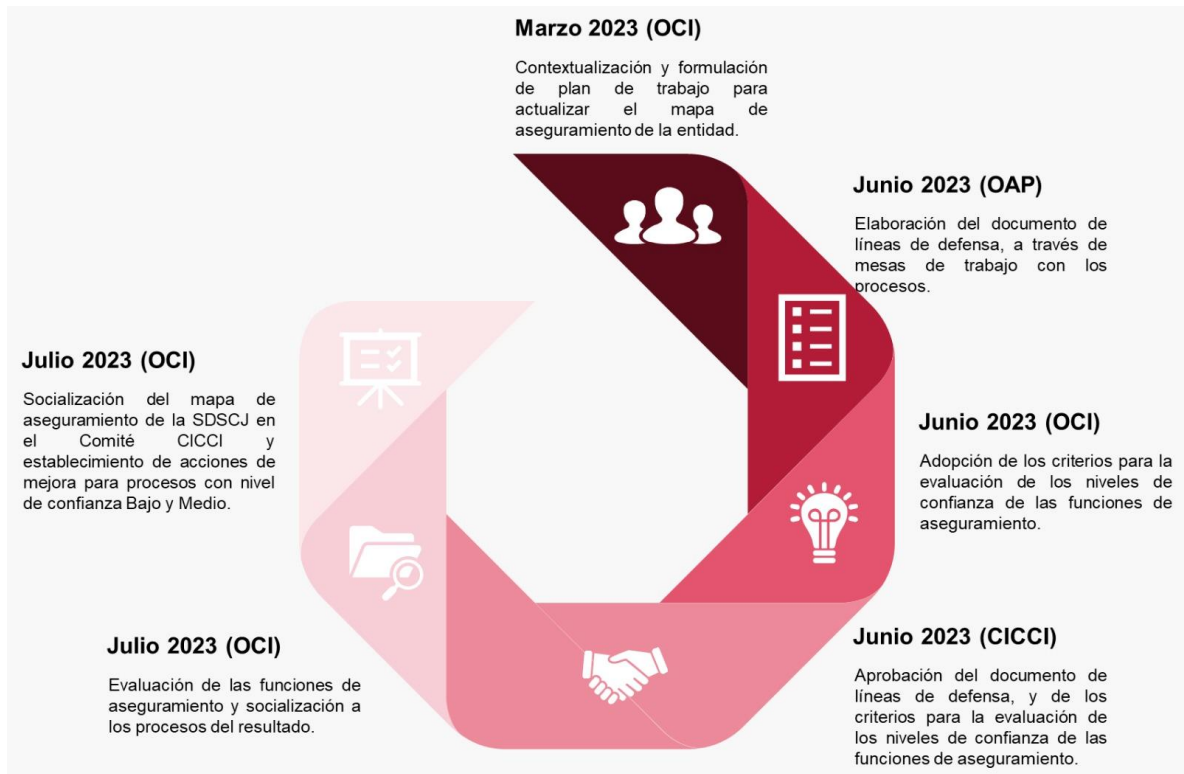 Marzo 2023 (OCI)
Contextualización y formulación
de plan de trabajo para
actualizar el mapa de
aseguramiento de la entidad.
Junio 2023 (OAP)
Elaboración del documento de
líneas de defensa, a través de
mesas de trabajo con los
procesos.
Junio 2023 (OCI)
Adopción de los criterios para la
evaluación de los niveles de
confianza de las funciones de
aseguramiento.
Junio 2023 (CICCI)
Aprobación del documento de
líneas de defensa, y de los
criterios para la evaluación de
los niveles de confianza de las
funciones de aseguramiento.
Julio 2023 (OCI)
Evaluación de las funciones de
aseguramiento y socialización a
los procesos del resultado.
Julio 2023 (OCI)
Socialización del mapa de
aseguramiento de la SDSCJ en
el Comité CICCI y
establecimiento de acciones de
mejora para procesos con nivel
de confianza Bajo y Medio.